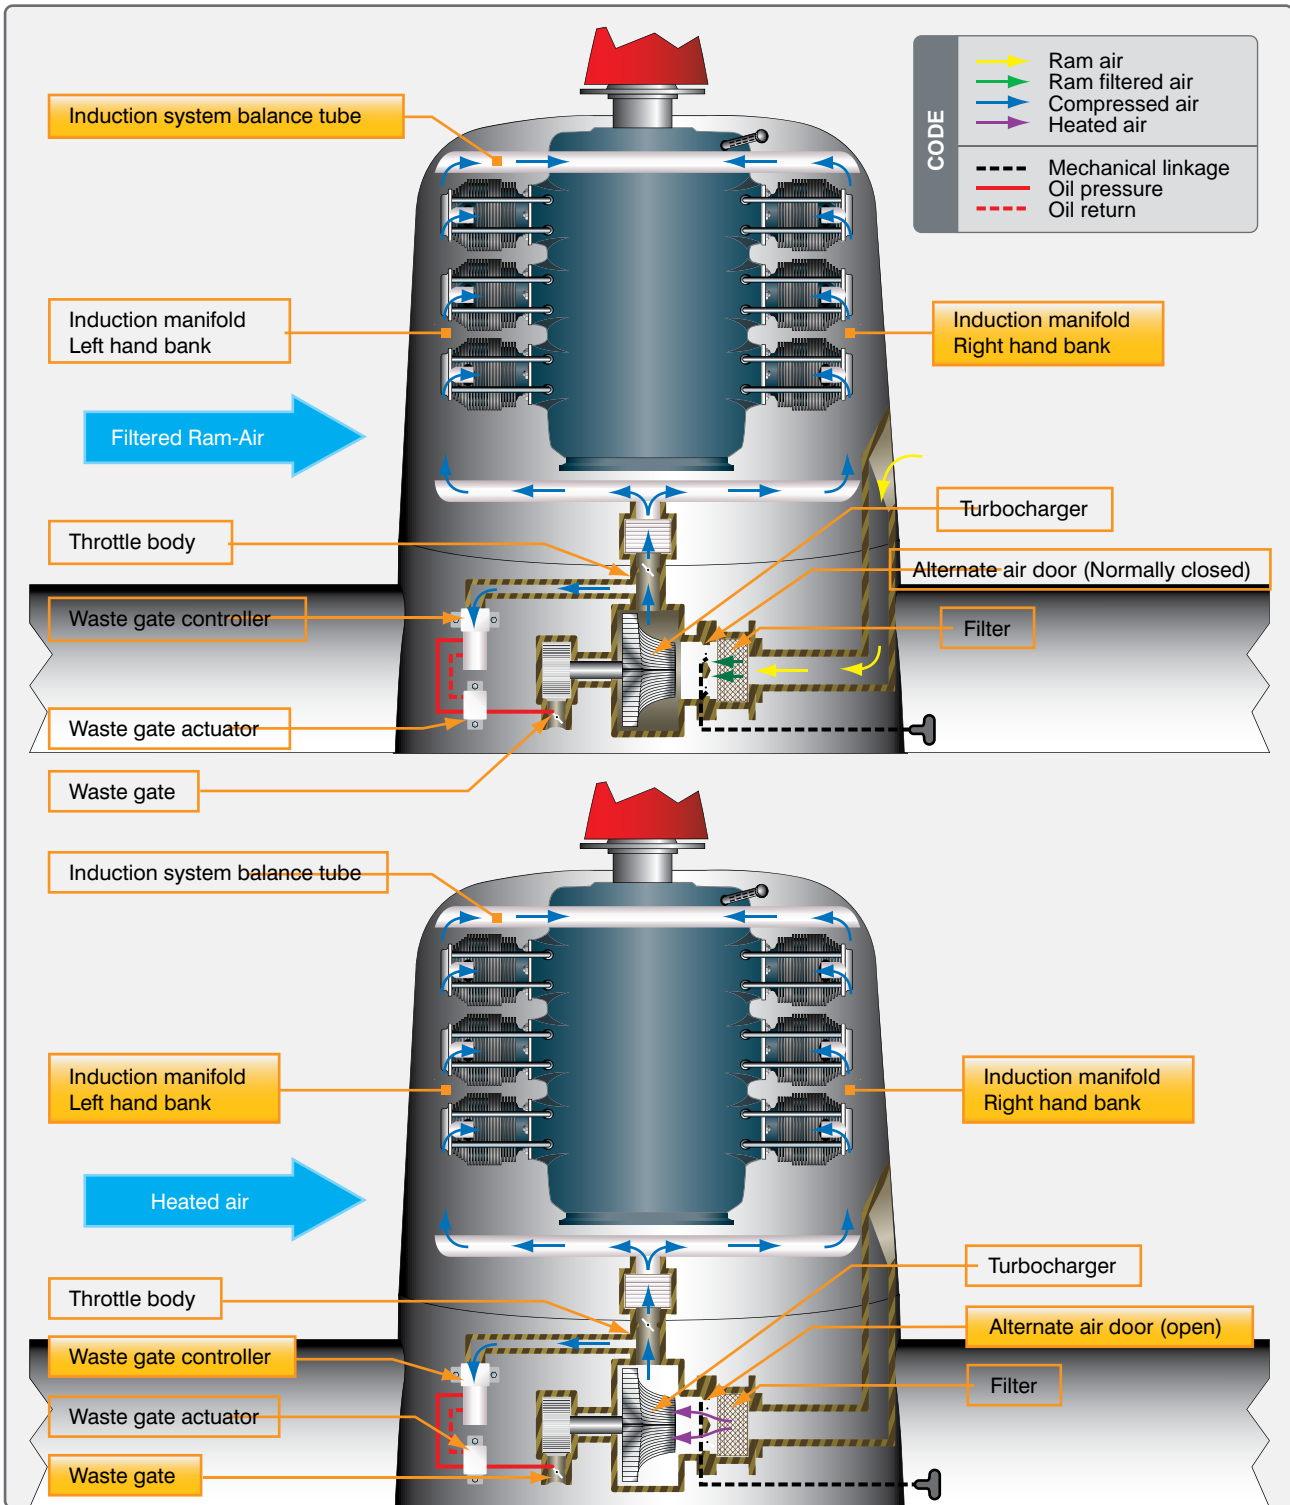 CODE
Ram air
Ram filtered air
Compressed air
Heated air
Mechanical linkage
Oil pressure
Oil return
Induction system balance tube
Induction manifold
Left hand bank
Induction manifold
Right hand bank
Filtered Ram-Air
Turbocharger
Throttle body
Alternate air door (Normally closed)
Waste gate controller
Filter
Waste gate actuator
Waste gate
Induction system balance tube
Induction manifold
Left hand bank
Induction manifold
Right hand bank
Heated air
Turbocharger
Throttle body
Alternate air door (open)
Waste gate controller
Filter
Waste gate actuator
Waste gate